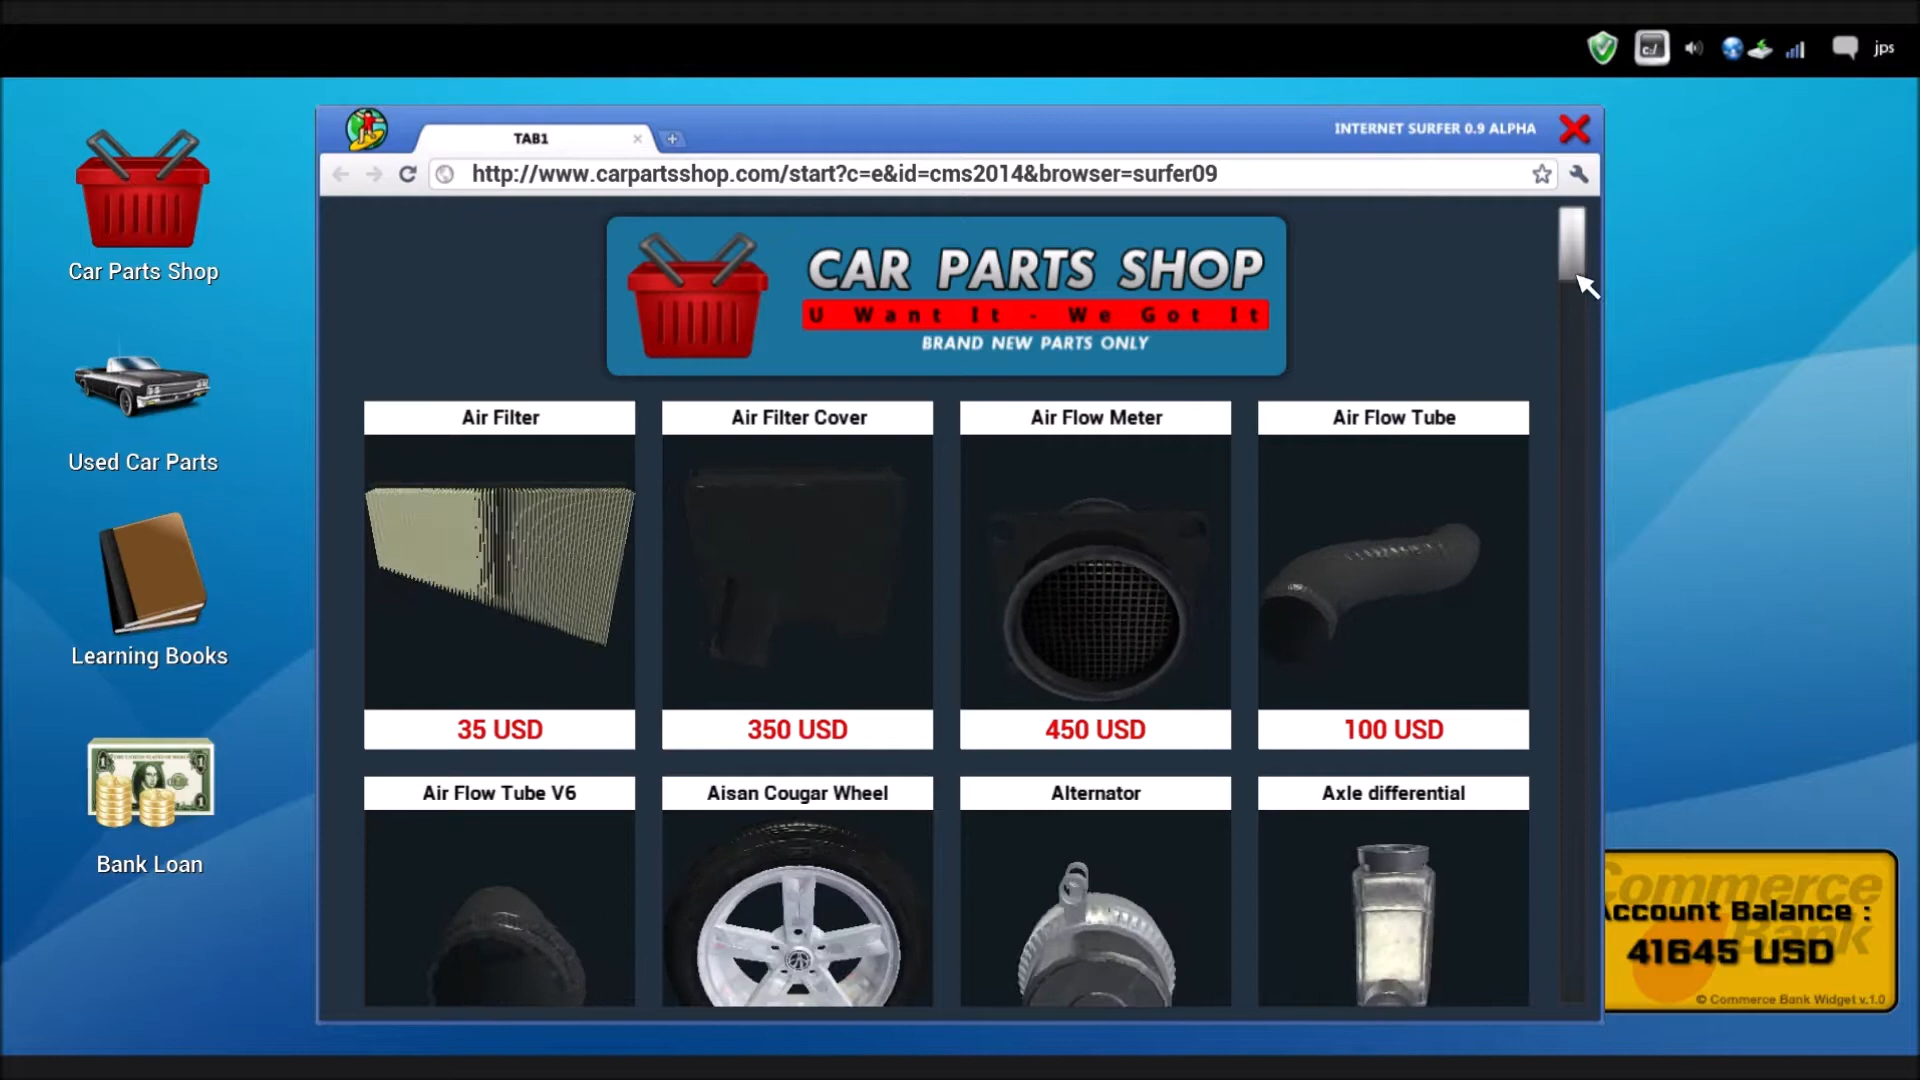 c:/
jps
TAB1
INTERNET SURFER 0.9 ALPHA
http://www.carpartsshop.com/start?c=e&id=cms2014&browser=surfer09
Car Parts Shop
Used Car Parts
Learning Books
Bank Loan
CAR PARTS SHOP
U Want It - We Got It
BRAND NEW PARTS ONLY
Air Filter
Air Filter Cover
Air Flow Meter
Air Flow Tube
35 USD
350 USD
450 USD
100 USD
Air Flow Tube V6
Aisan Cougar Wheel
Alternator
Axle differential
Commerce
Bank
Account Balance :
41645 USD
© Commerce Bank Widget v.1.0